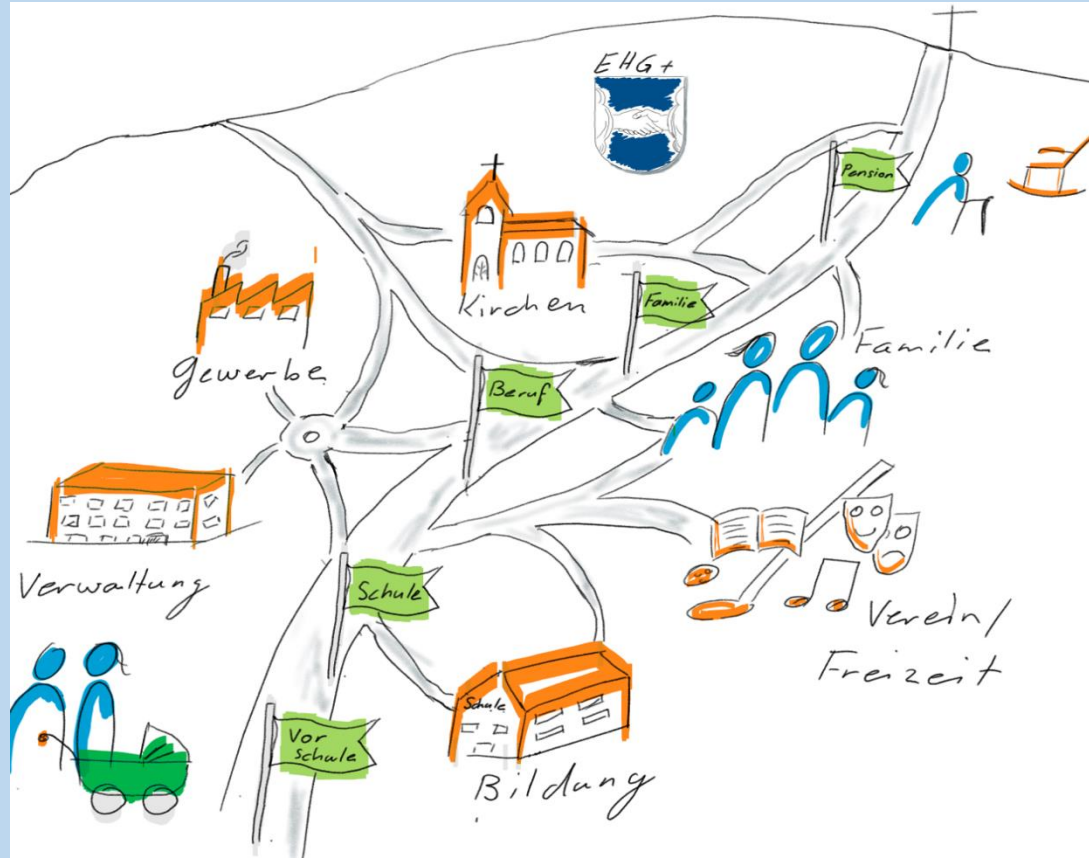 EHG+
Pension
Kirchen
Familie
Familie
Gewerbe
Beruf
Verwaltung
Schule
Verein/
Freizeit
Schule
Vor
schule
Bildung